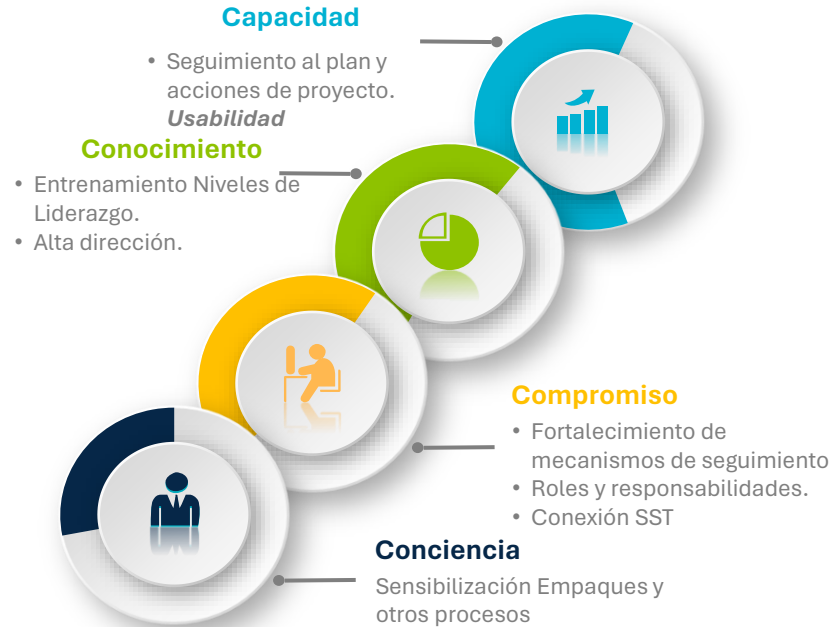 Capacidad
• Seguimiento al plan y
acciones de proyecto.
Usabilidad
Conocimiento
• Entrenamiento Niveles de
Liderazgo.
• Alta dirección.
Compromiso
• Fortalecimiento de
mecanismos de seguimiento
• Roles y responsabilidades.
• Conexión SST
Conciencia
Sensibilización Empaques y
otros procesos